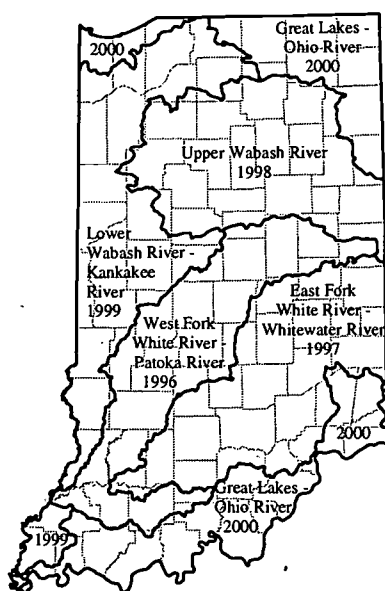 2000
Great Lakes -
Ohio River
2000
Upper Wabash River
1998
Lower
Wabash River -
Kankakee
River
1999
East Fork
White River -
Whitewater River
1997
West Fork
White River
Patoka River
1996
2000
Great Lakes -
Ohio River
2000
1999